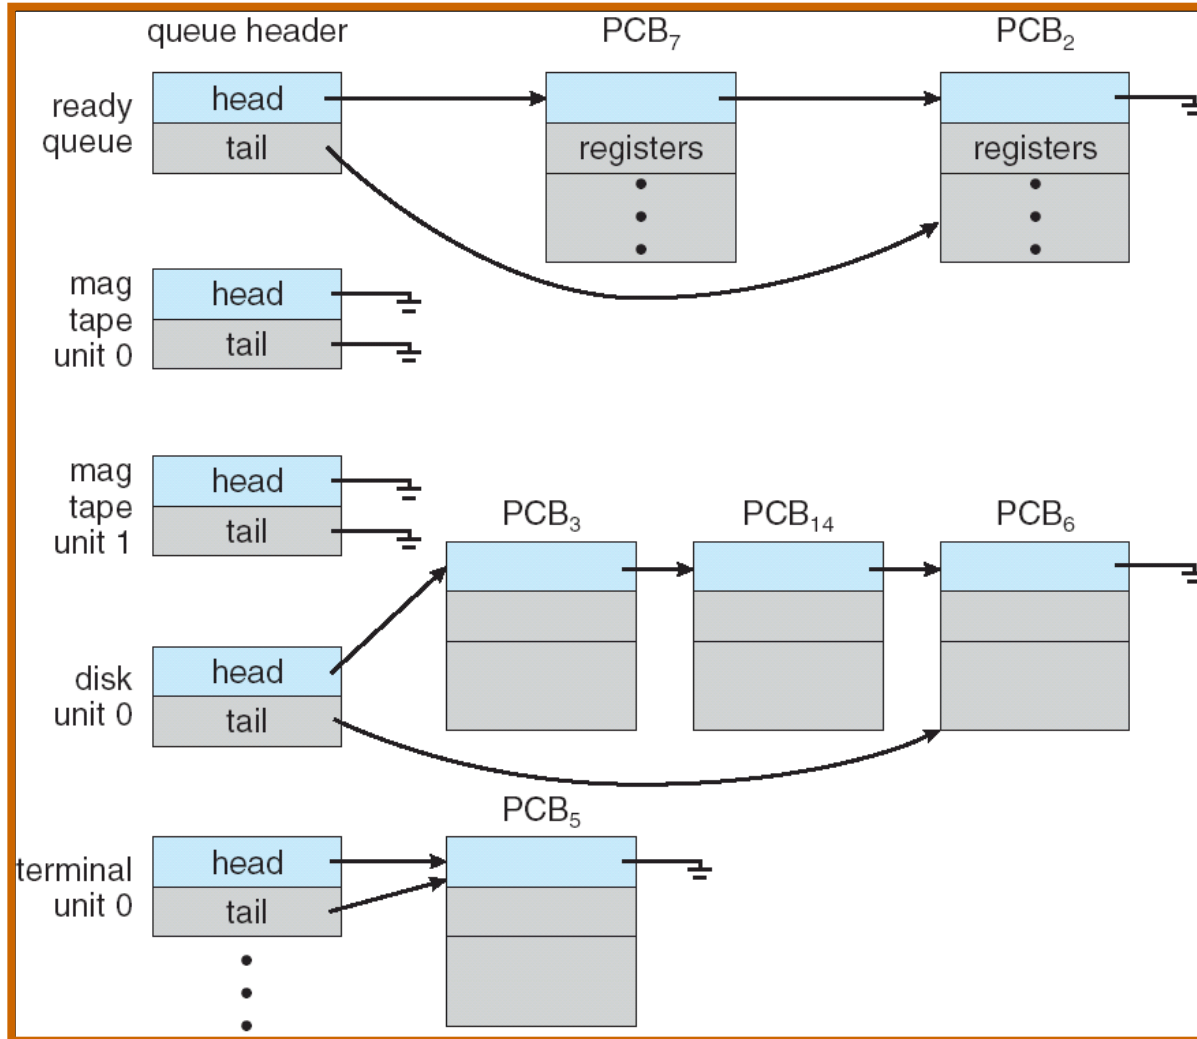 queue header
PCB₇
PCB₂
ready
queue
head
tail
registers
registers
mag
tape
unit 0
head
tail
mag
tape
unit 1
head
tail
PCB₃
PCB₁₄
PCB₆
disk
unit 0
head
tail
PCB₅
terminal
unit 0
head
tail